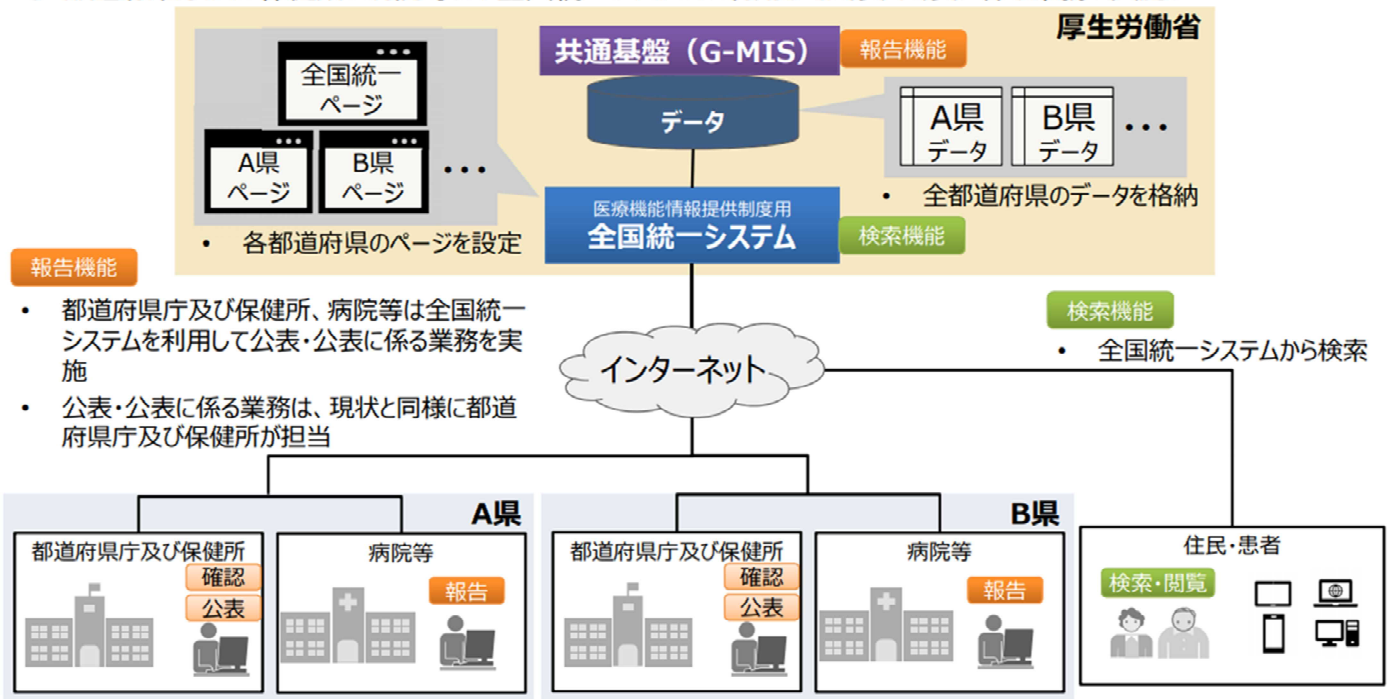 厚生労働省
共通基盤(G-MIS)
報告機能
全国統一
ページ
A県
ページ
B県
ページ
・・・
• 各都道府県のページを設定
データ
A県
データ
B県
データ
・・・
• 全都道府県のデータを格納
医療機能情報提供制度用
全国統一システム
検索機能
報告機能
• 都道府県庁及び保健所、病院等は全国統一
システムを利用して公表・公表に係る業務を実
施
• 公表・公表に係る業務は、現状と同様に都道
府県庁及び保健所が担当
検索機能
• 全国統一システムから検索
インターネット
A県
都道府県庁及び保健所
確認
公表
病院等
報告
B県
都道府県庁及び保健所
確認
公表
病院等
報告
住民・患者
検索・閲覧